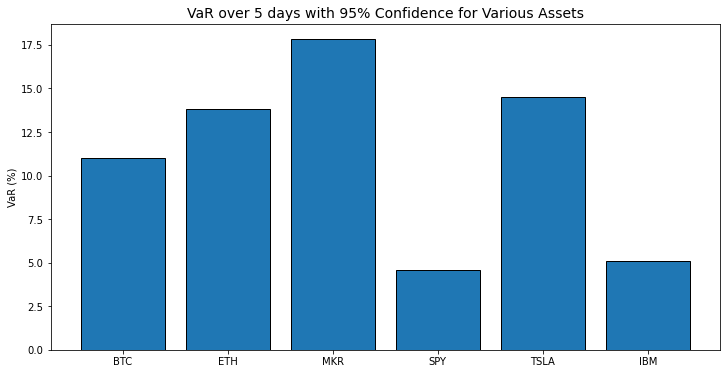 VaR over 5 days with 95% Confidence for Various Assets
VaR (%)
17.5
15.0
12.5
10.0
7.5
5.0
2.5
0.0
BTC
ETH
MKR
SPY
TSLA
IBM